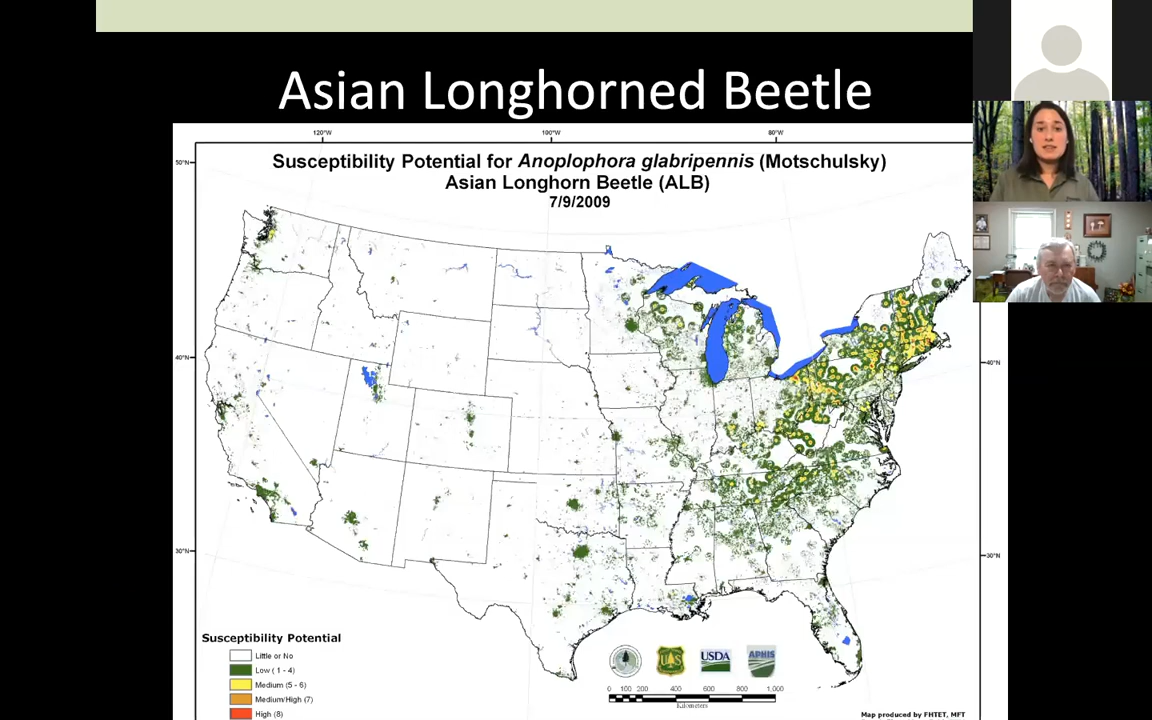 Asian Longhorned Beetle
120°W
100°W
80°W
50°N
Susceptibility Potential for Anoplophora glabripennis (Motschulsky)
Asian Longhorn Beetle (ALB)
7/9/2009
40°N
40°N
30°N
30°N
Susceptibility Potential
Little or No
Low ( 1 - 4)
Medium (5 - 6)
Medium/High (7)
High (8)
UAS
USDA
APHIS
0 100 200 400 600 800 1,000
Kilometers
Map produced by FHTET, MFT